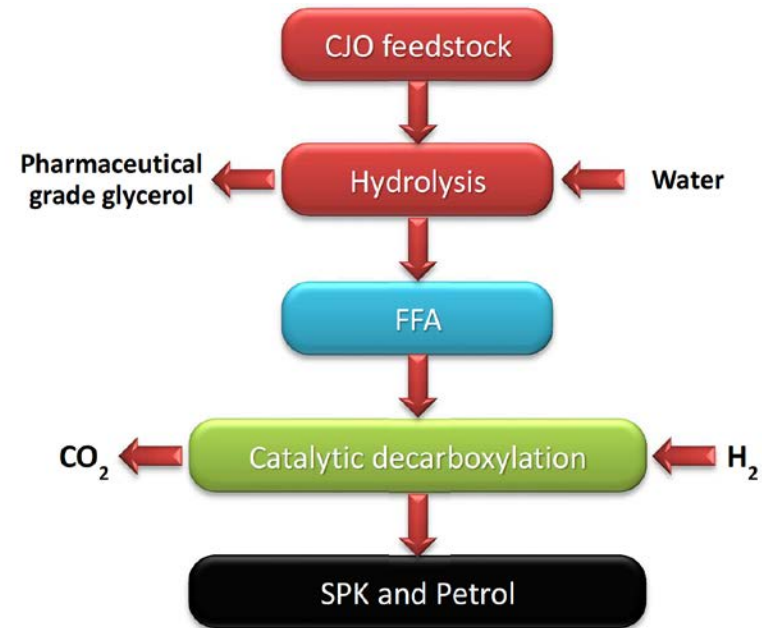 CJO feedstock
Pharmaceutical
grade glycerol
Hydrolysis
Water
FFA
CO₂
Catalytic decarboxylation
H₂
SPK and Petrol